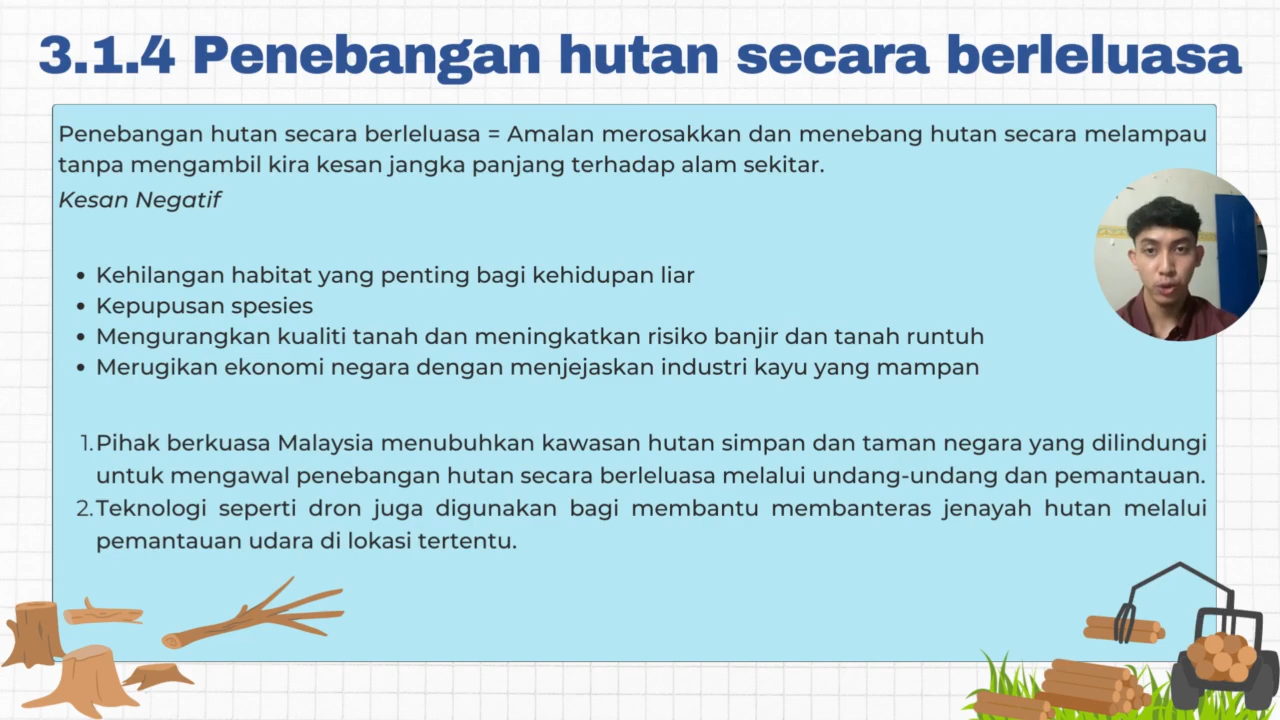 3.1.4 Penebangan hutan secara berleluasa
Penebangan hutan secara berleluasa = Amalan merosakkan dan menebang hutan secara melampau
tanpa mengambil kira kesan jangka panjang terhadap alam sekitar.
Kesan Negatif
• Kehilangan habitat yang penting bagi kehidupan liar
• Kepupusan spesies
• Mengurangkan kualiti tanah dan meningkatkan risiko banjir dan tanah runtuh
• Merugikan ekonomi negara dengan menjejaskan industri kayu yang mampan
1. Pihak berkuasa Malaysia menubuhkan kawasan hutan simpan dan taman negara yang dilindungi
untuk mengawal penebangan hutan secara berleluasa melalui undang-undang dan pemantauan.
2. Teknologi seperti dron juga digunakan bagi membantu membanteras jenayah hutan melalui
pemantauan udara di lokasi tertentu.